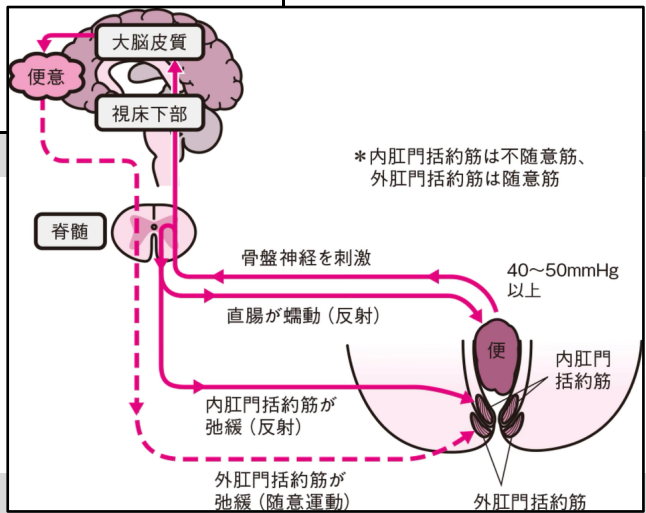 大脳皮質
便意
視床下部
*内肛門括約筋は不随意筋、
外肛門括約筋は随意筋
脊髄
骨盤神経を刺激
40〜50mmHg
以上
直腸が蠕動（反射）
便
内肛門
括約筋
内肛門括約筋が
弛緩（反射）
外肛門括約筋が
弛緩（随意運動）
外肛門括約筋